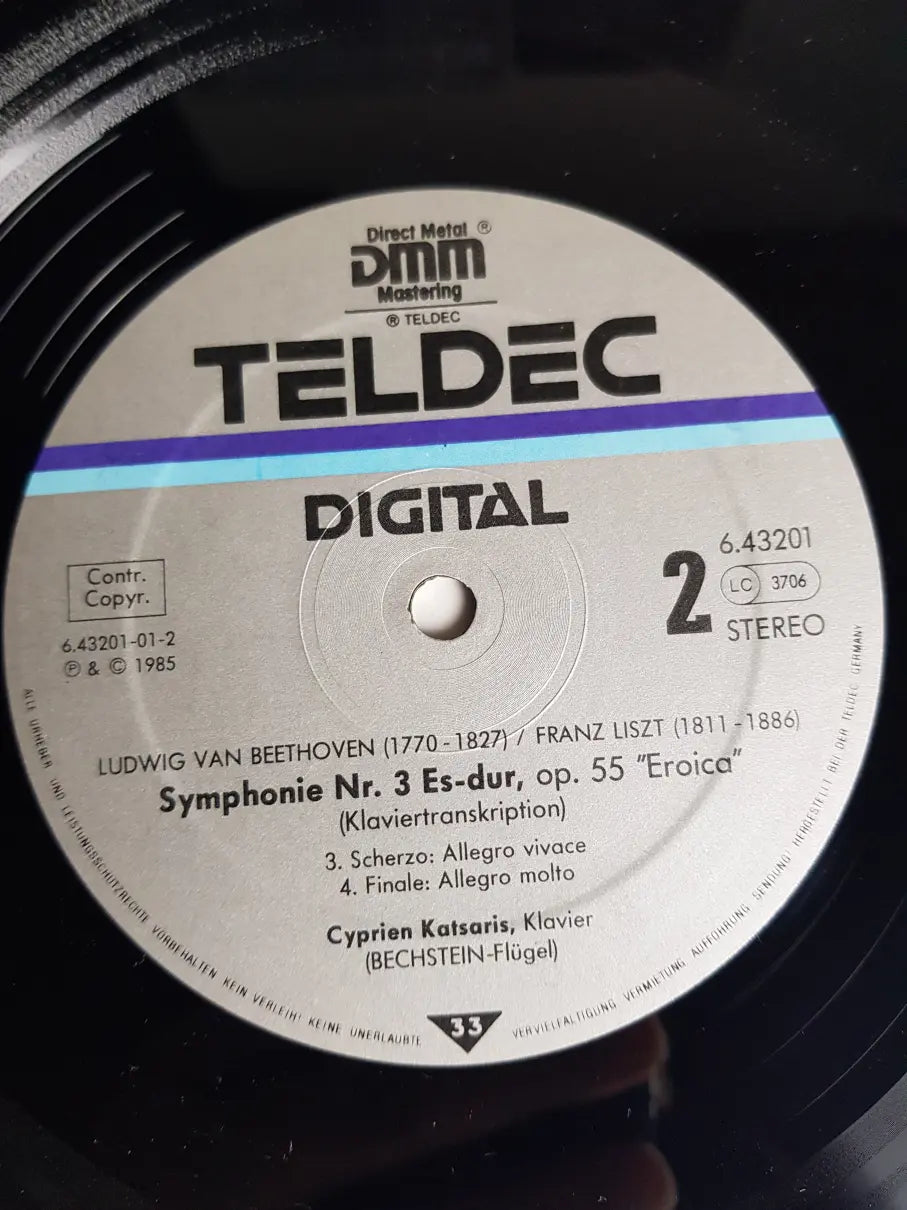 Direct Metal ®
DMM
Mastering
® TELDEC
TELDEC
DIGITAL
Contr.
Copyr.
6.43201-01-2
℗ & © 1985
6.43201
2
LC 3706
STEREO
LUDWIG VAN BEETHOVEN (1770-1827) / FRANZ LISZT (1811-1886)
Symphonie Nr. 3 Es-dur, op. 55 "Eroica"
(Klaviertranskription)
3. Scherzo: Allegro vivace
4. Finale: Allegro molto
Cyprien Katsaris, Klavier
(BECHSTEIN-Flügel)
33
ALLE URHEBER UND LEISTUNGSSCHUTZRECHTE VORBEHALTEN KEIN VERLEIH! KEINE UNERLAUBTE VERVIELFALTIGUNG VERMIETUNG AUFFOHRUNG SENDUNG HERGESTELLT BEI DER TELDEC GERMANY